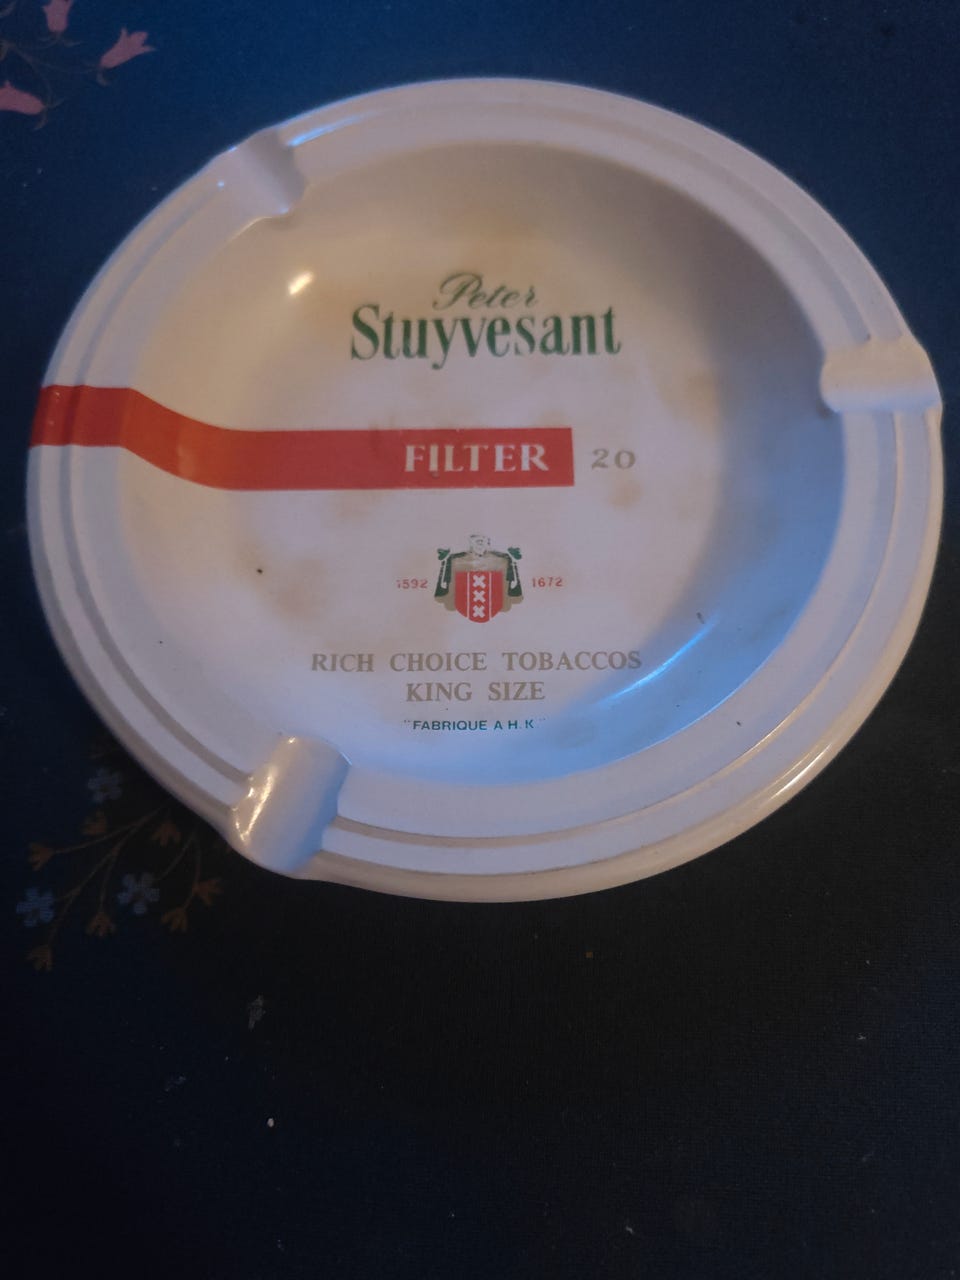 Peter
Stuyvesant
FILTER 20
1592 1672
RICH CHOICE TOBACCOS
KING SIZE
"FABRIQUE A H.K"